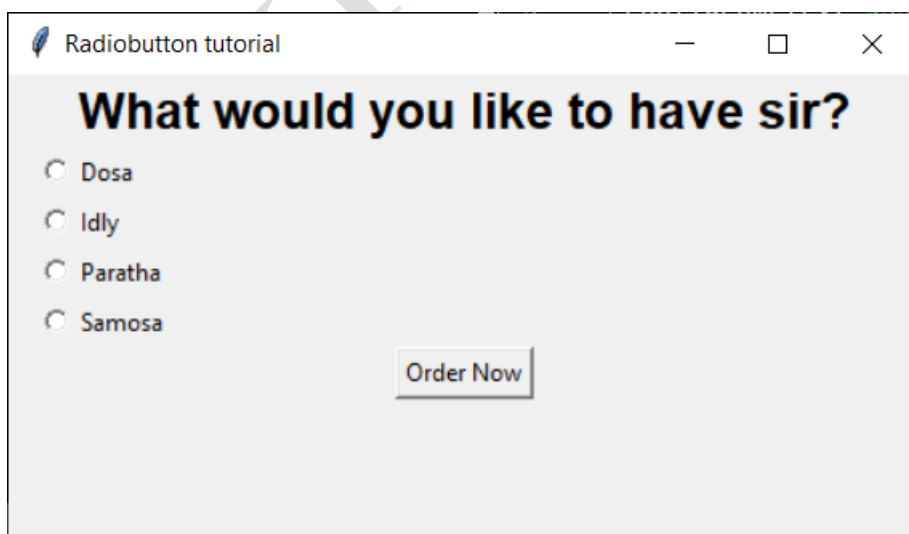 Radiobutton tutorial
What would you like to have sir?
Dosa
Idly
Paratha
Samosa
Order Now